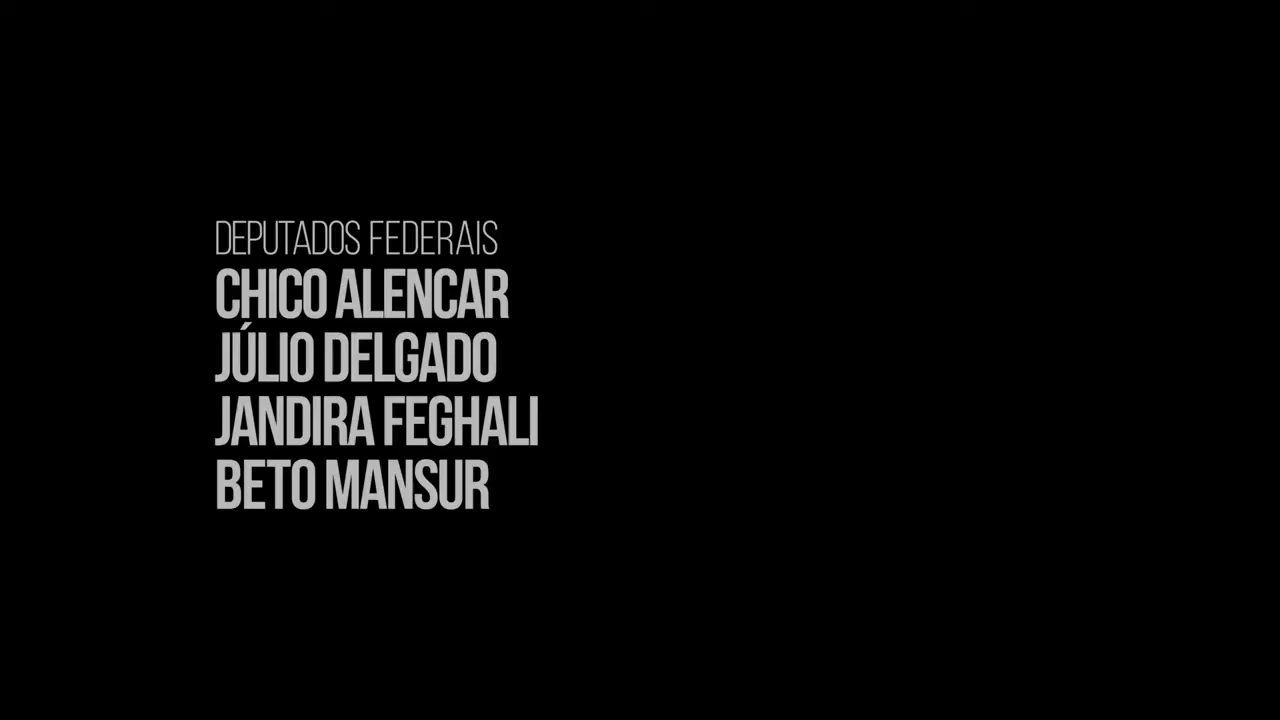 DEPUTADOS FEDERAIS
CHICO ALENCAR
JÚLIO DELGADO
JANDIRA FEGHALI
BETO MANSUR